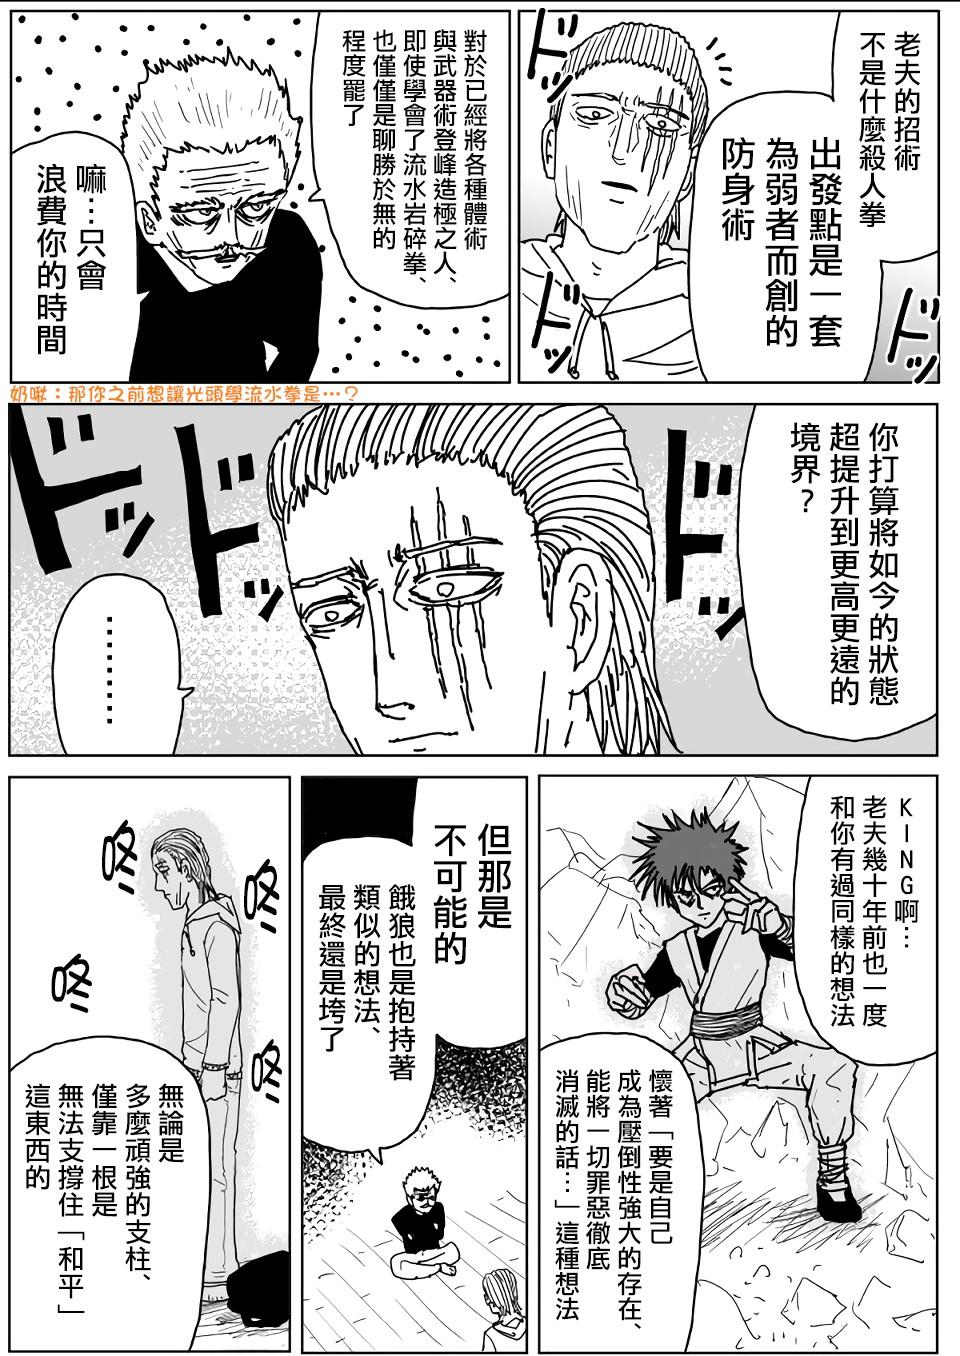 老夫的招術
不是什麼殺人拳
出發點是一套
為弱者而創的
防身術
ドッ
ドッ
ドッ
對於已經將各種體術
與武器術登峰造極之人、
即使學會了流水岩碎拳、
也僅僅是聊勝於無的
程度罷了
嘛…只會
浪費你的時間
奶啾：那你之前想讓光頭學流水拳是…？
你打算將如今的狀態
超提升到更高更遠的
境界？
ドッ
ドッ
ドッ
………
KING啊…
老夫幾十年前也一度
和你有過同樣的想法
懷著「要是自己
成為壓倒性強大的存在、
能將一切罪惡徹底
消滅的話…」這種想法
但那是
不可能的
餓狼也是抱持著
類似的想法、
最終還是垮了
咚
咚
咚
咚
無論是
多麼頑強的支柱、
僅靠一根是
無法支撐住「和平」
這東西的